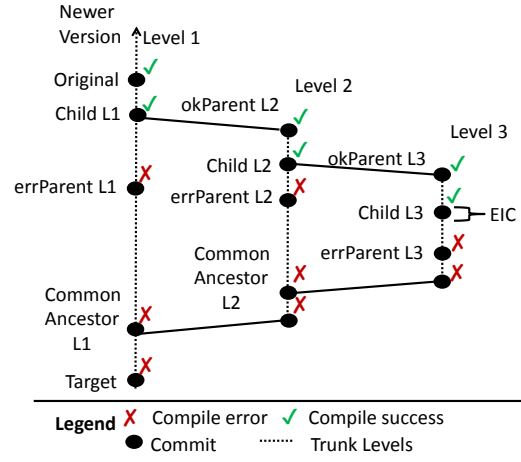 Newer
Version
Level 1
Original
Child L1
okParent L2
Level 2
Level 3
Child L2
okParent L3
errParent L1
errParent L2
Child L3
EIC
errParent L3
Common
Ancestor
L2
Common
Ancestor
L1
Target
Legend ✗ Compile error ✓ Compile success
Commit Trunk Levels